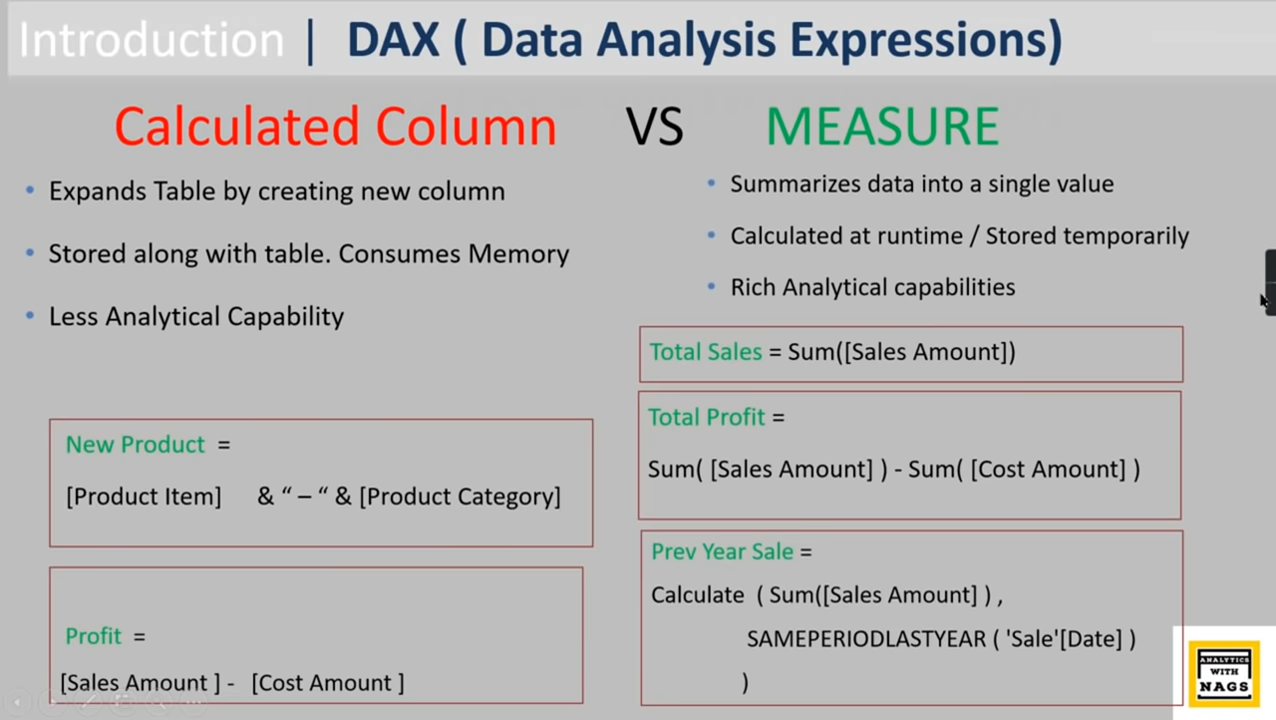 Introduction | DAX ( Data Analysis Expressions)
Calculated Column VS MEASURE
• Expands Table by creating new column
• Stored along with table. Consumes Memory
• Less Analytical Capability
New Product =
[Product Item] & “ – “ & [Product Category]
Profit =
[Sales Amount ] - [Cost Amount ]
• Summarizes data into a single value
• Calculated at runtime / Stored temporarily
• Rich Analytical capabilities
Total Sales = Sum([Sales Amount])
Total Profit =
Sum( [Sales Amount] ) - Sum( [Cost Amount] )
Prev Year Sale =
Calculate ( Sum([Sales Amount] ) ,
SAMEPERIODLASTYEAR ( 'Sale'[Date] )
)
ANALYTICS
WITH
NAGS